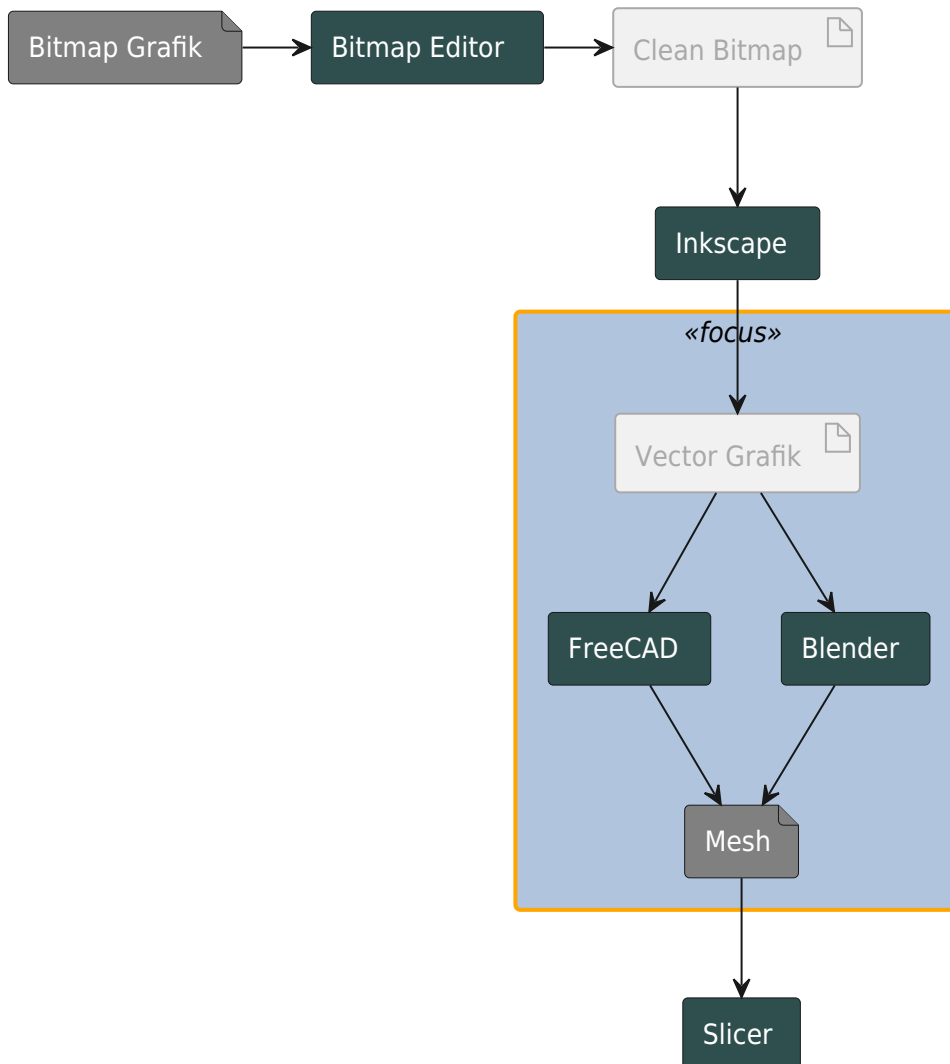 Bitmap Grafik
Bitmap Editor
Clean Bitmap
Inkscape
«focus»
Vector Grafik
FreeCAD
Blender
Mesh
Slicer